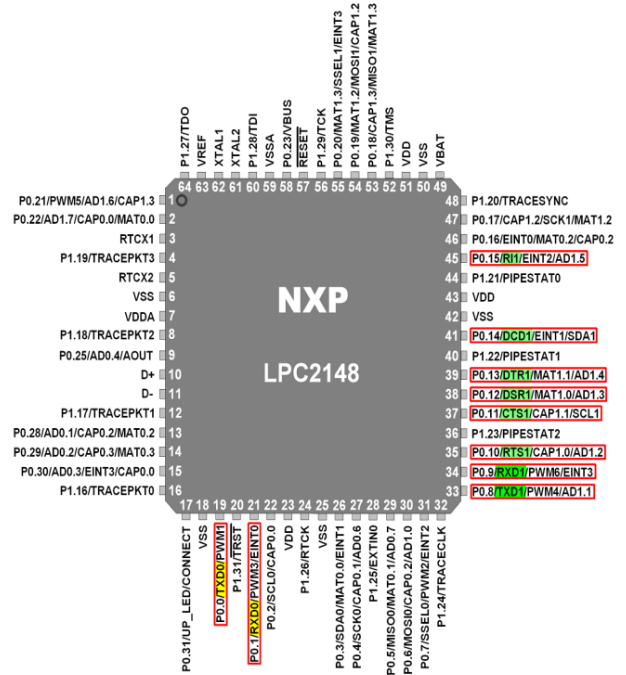 P1.27/TDO
VREF
XTAL1
XTAL2
P1.28/TDI
VSSA
P0.23/VBUS
RESET
P1.29/TCK
P0.20/MAT1.3/SSEL1/EINT3
P0.19/MAT1.2/MOSI1/CAP1.2
P0.18/CAP1.3/MISO1/MAT1.3
P1.30/TMS
VDD
VSS
VBAT
64 63 62 61 60 59 58 57 56 55 54 53 52 51 50 49
P0.21/PWM5/AD1.6/CAP1.3 1
P0.22/AD1.7/CAP0.0/MAT0.0 2
RTCX1 3
P1.19/TRACEPKT3 4
RTCX2 5
VSS 6
VDDA 7
P1.18/TRACEPKT2 8
P0.25/AD0.4/AOUT 9
D+ 10
D- 11
P1.17/TRACEPKT1 12
P0.28/AD0.1/CAP0.2/MAT0.2 13
P0.29/AD0.2/CAP0.3/MAT0.3 14
P0.30/AD0.3/EINT3/CAP0.0 15
P1.16/TRACEPKT0 16
NXP
LPC2148
48 P1.20/TRACESYNC
47 P0.17/CAP1.2/SCK1/MAT1.2
46 P0.16/EINT0/MAT0.2/CAP0.2
45 P0.15/RI1/EINT2/AD1.5
44 P1.21/PIPESTAT0
43 VDD
42 VSS
41 P0.14/DCD1/EINT1/SDA1
40 P1.22/PIPESTAT1
39 P0.13/DTR1/MAT1.1/AD1.4
38 P0.12/DSR1/MAT1.0/AD1.3
37 P0.11/CTS1/CAP1.1/SCL1
36 P1.23/PIPESTAT2
35 P0.10/RTS1/CAP1.0/AD1.2
34 P0.9/RXD1/PWM6/EINT3
33 P0.8/TXD1/PWM4/AD1.1
17 18 19 20 21 22 23 24 25 26 27 28 29 30 31 32
P0.31/UP_LED/CONNECT
VSS
P0.0/TXD0/PWM1
P1.31/TRST
P0.1/RXD0/PWM3/EINT0
P0.2/SCL0/CAP0.0
VDD
P1.26/RTCK
VSS
P0.3/SDA0/MAT0.0/EINT1
P0.4/SCK0/CAP0.1/AD0.6
P1.25/EXTIN0
P0.5/MISO0/MAT0.1/AD0.7
P0.6/MOSI0/CAP0.2/AD1.0
P0.7/SSEL0/PWM2/EINT2
P1.24/TRACECLK